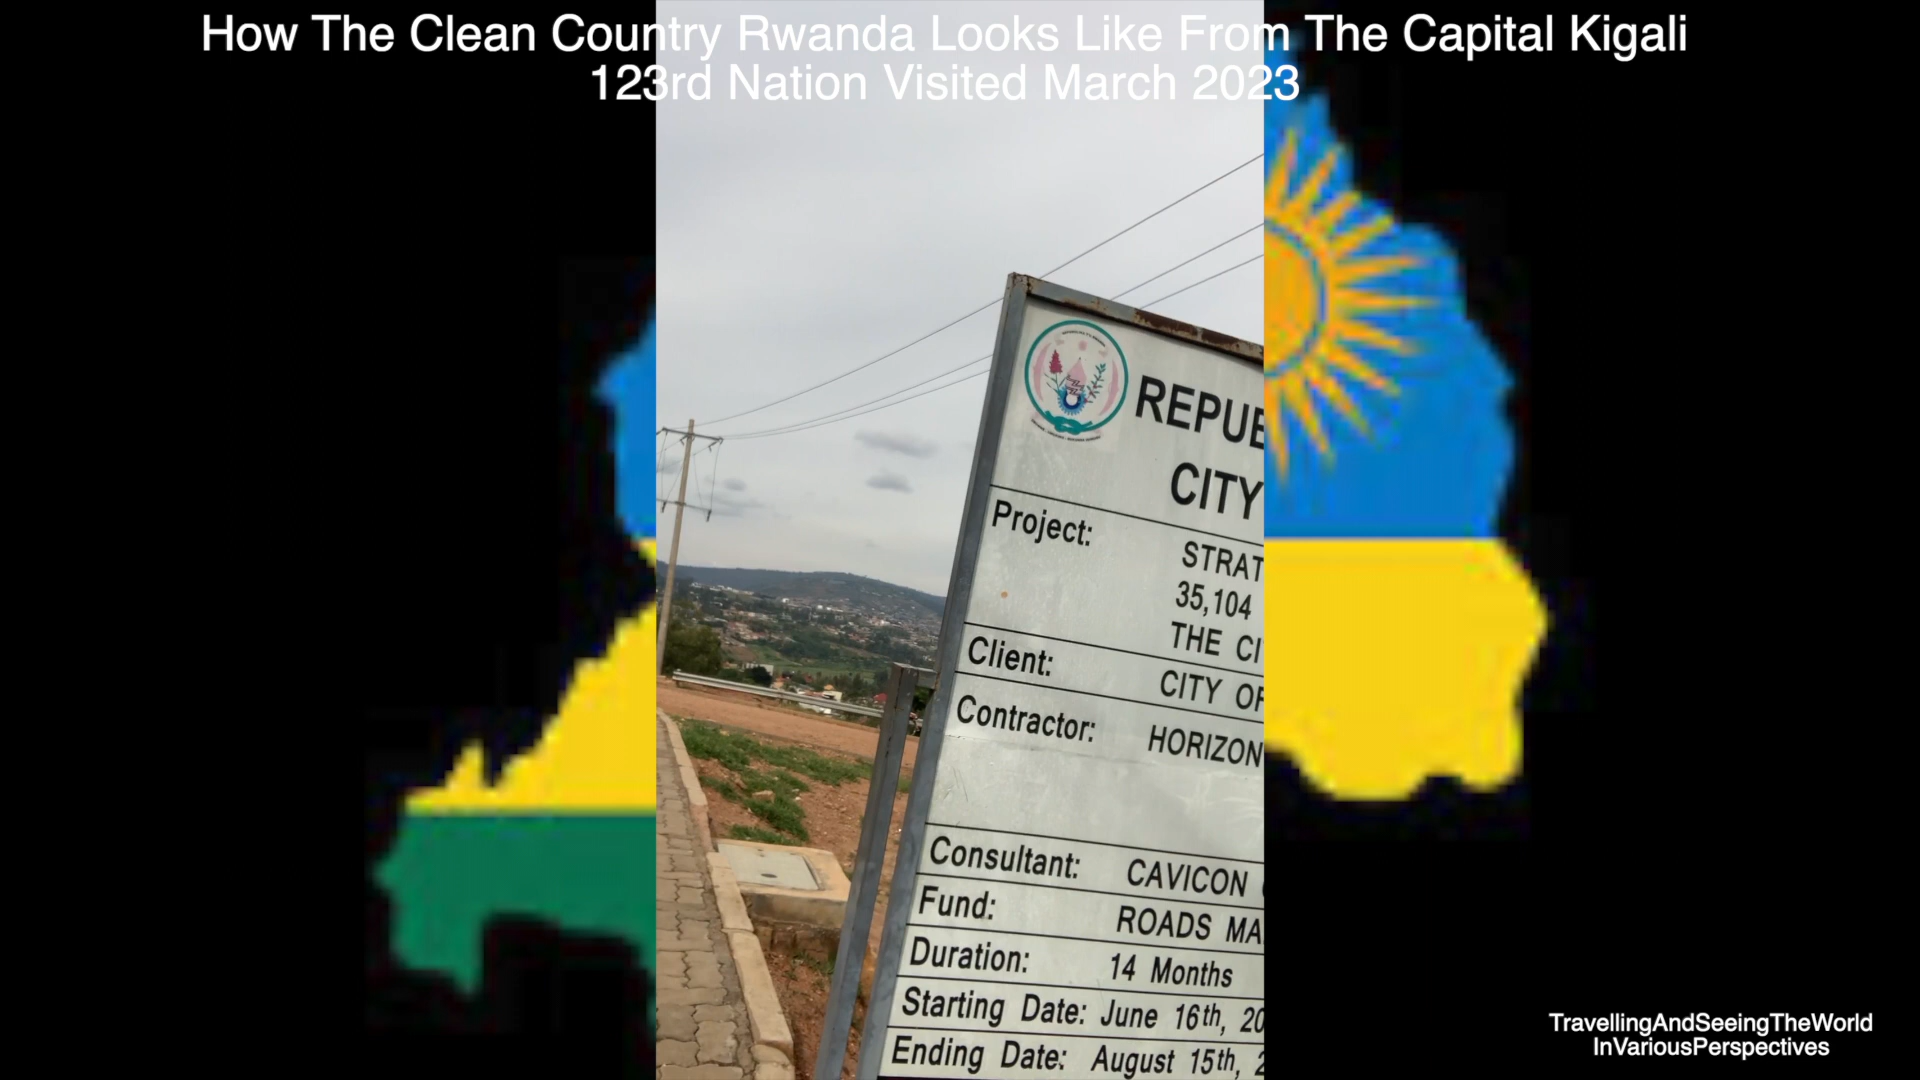 How The Clean Country Rwanda Looks Like From The Capital Kigali
123rd Nation Visited March 2023
REPUB
CITY
Project:
STRAT
35,104
THE CI
Client:
CITY OF
Contractor:
HORIZON
Consultant:
CAVICON
Fund:
ROADS MA
Duration:
14 Months
Starting Date: June 16th, 20
Ending Date: August 15th, 2
TravellingAndSeeingTheWorld
InVariousPerspectives